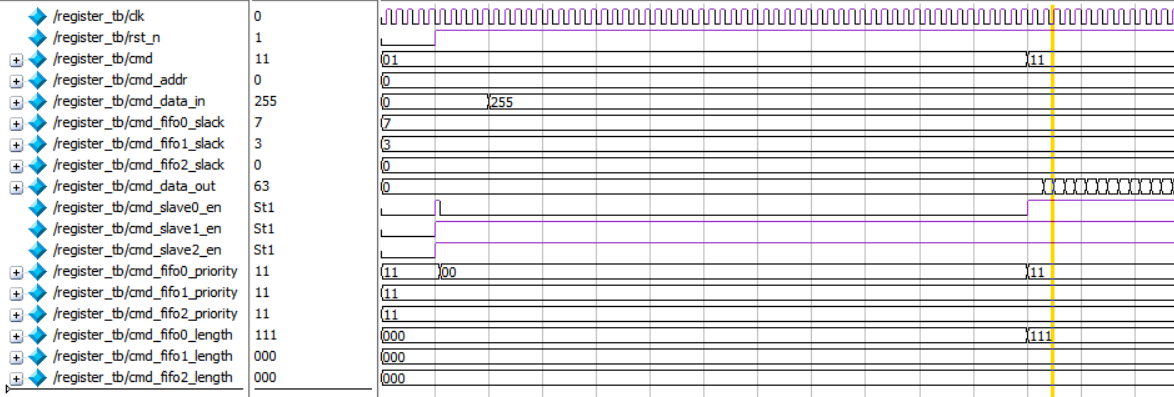 /register_tb/clk 0
/register_tb/rst_n 1
/register_tb/cmd 11 01 11
/register_tb/cmd_addr 0 0
/register_tb/cmd_data_in 255 0 255
/register_tb/cmd_fifo0_slack 7 7
/register_tb/cmd_fifo1_slack 3 3
/register_tb/cmd_fifo2_slack 0 0
/register_tb/cmd_data_out 63 0
/register_tb/cmd_slave0_en St1
/register_tb/cmd_slave1_en St1
/register_tb/cmd_slave2_en St1
/register_tb/cmd_fifo0_priority 11 11 00 11
/register_tb/cmd_fifo1_priority 11 11
/register_tb/cmd_fifo2_priority 11 11
/register_tb/cmd_fifo0_length 111 000 111
/register_tb/cmd_fifo1_length 000 000
/register_tb/cmd_fifo2_length 000 000